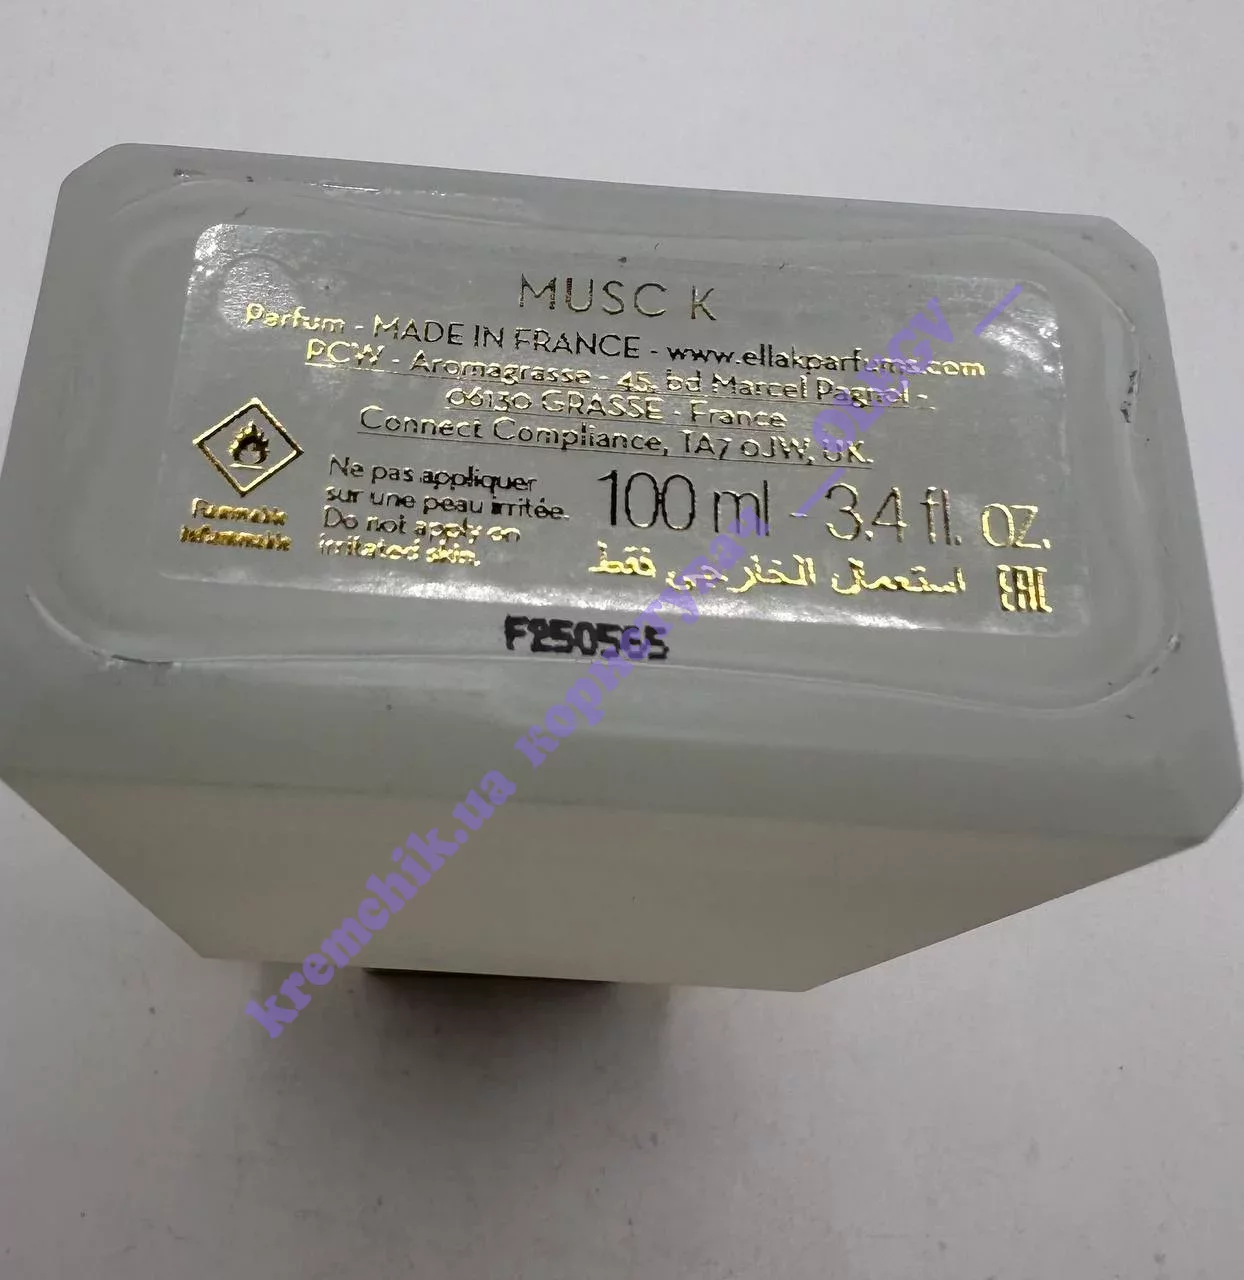 MUSC K
Parfum - MADE IN FRANCE - www.ellakparfums.com
PCW - Aromagrasse - 45, bd Marcel Pagnol -
06130 GRASSE - France
Connect Compliance, TA7 0JW, UK.
Ne pas appliquer
sur une peau irritée.
Do not apply on
irritated skin.
Flammable
Inflammable
100 ml - 3.4 fl. OZ.
استعمال الخارجي فقط
EAC
F250565
kremchik.ua користувач _OLEGV_